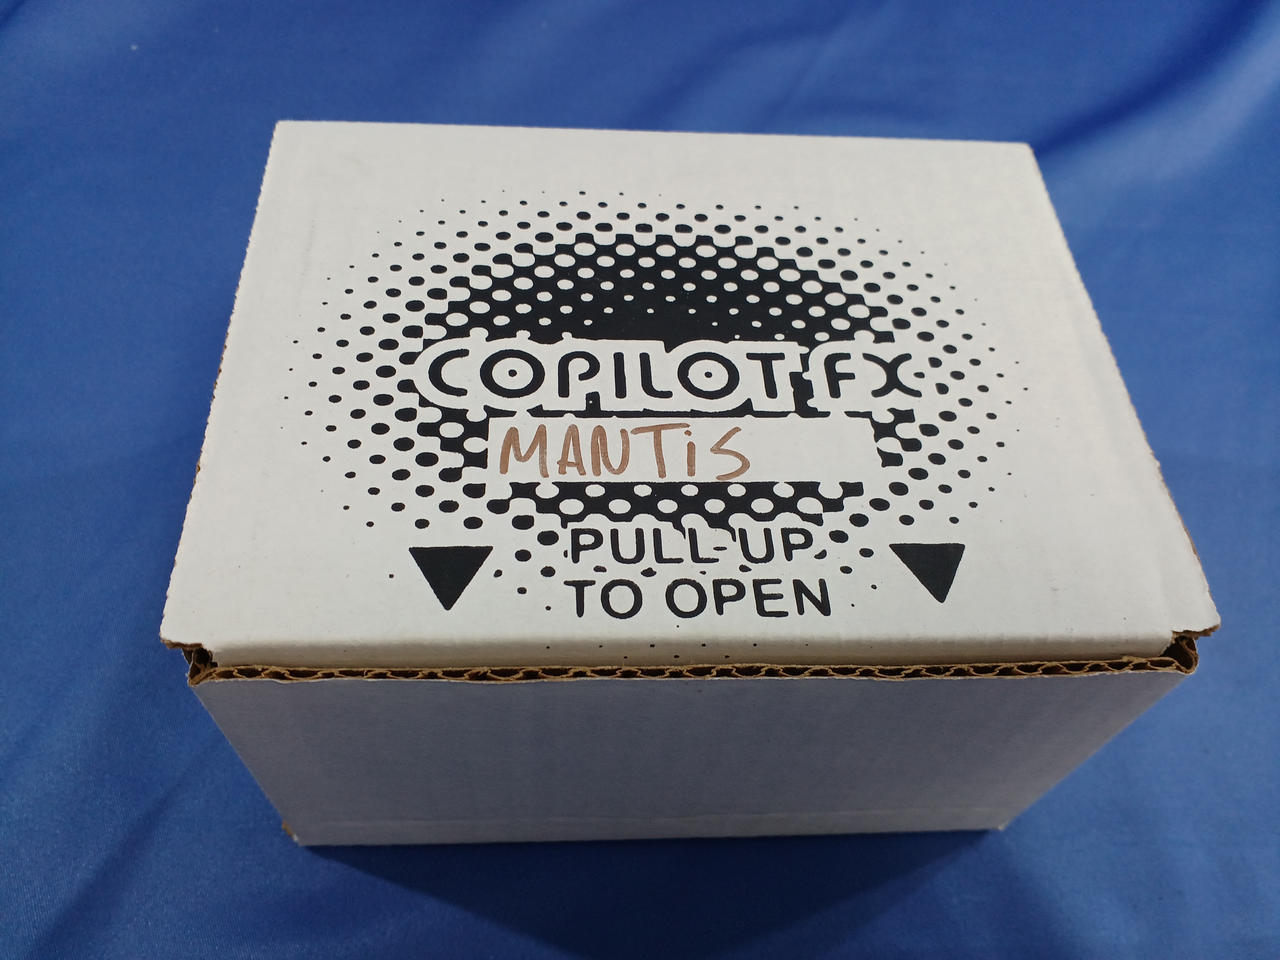 COPILOT FX
MANTiS
PULL-UP
TO OPEN